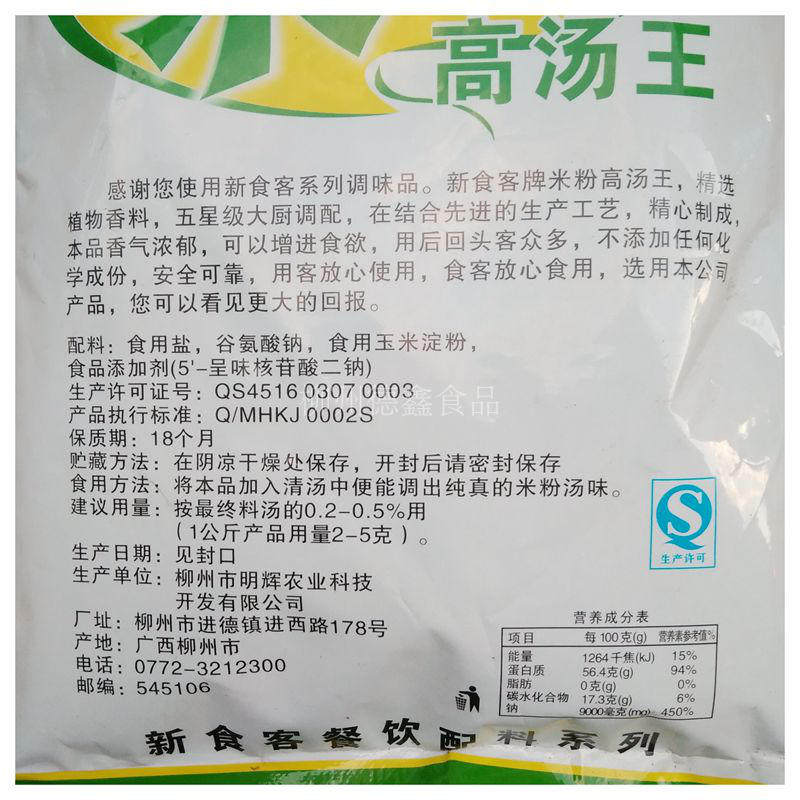 高汤王
感谢您使用新食客系列调味品。新食客牌米粉高汤王，精选
植物香料，五星级大厨调配，在结合先进的生产工艺，精心制成，
本品香气浓郁，可以增进食欲，用后回头客众多，不添加任何化
学成份，安全可靠，用客放心使用，食客放心食用，选用本公司
产品，您可以看见更大的回报。
配料：食用盐，谷氨酸钠，食用玉米淀粉，
食品添加剂(5'-呈味核苷酸二钠)
生产许可证号：QS4516 0307 0003
产品执行标准：Q/MHKJ 0002S
柳州德鑫食品
保质期：18个月
贮藏方法：在阴凉干燥处保存，开封后请密封保存
食用方法：将本品加入清汤中便能调出纯真的米粉汤味。
建议用量：按最终料汤的0.2-0.5%用
（1公斤产品用量2-5克）。
生产日期：见封口
生产单位：柳州市明辉农业科技
开发有限公司
厂址：柳州市进德镇进西路178号
产地：广西柳州市
电话：0772-3212300
邮编：545106
生产许可
营养成分表
项目 每100克(g) 营养素参考值%
能量 1264千焦(kJ) 15%
蛋白质 56.4克(g) 94%
脂肪 0克(g) 0%
碳水化合物 17.3克(g) 6%
钠 9000毫克(mg) 450%
新食客餐饮配料系列